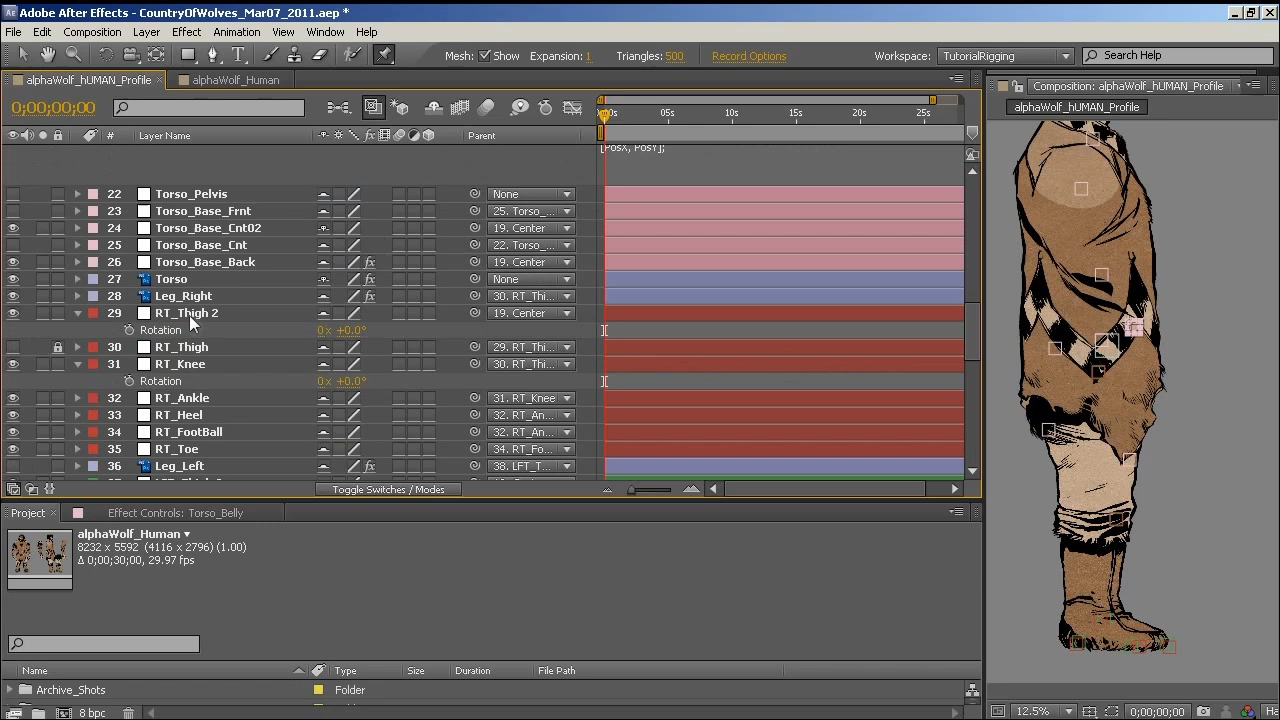 Adobe After Effects - CountryOfWolves_Mar07_2011.aep *
File Edit Composition Layer Effect Animation View Window Help
Mesh: Show Expansion: 1 Triangles: 500 Record Options Workspace: TutorialRigging Search Help
alphaWolf_hUMAN_Profile alphaWolf_Human
Composition: alphaWolf_hUMAN_Profile
0;00;00;00
alphaWolf_hUMAN_Profile
05s 10s 15s 20s 25s
# Layer Name fx Parent
[PosX, PosY];
22 Torso_Pelvis None
23 Torso_Base_Frnt 25. Torso_...
24 Torso_Base_Cnt02 19. Center
25 Torso_Base_Cnt 22. Torso_...
26 Torso_Base_Back fx 19. Center
27 Torso fx None
28 Leg_Right fx 30. RT_Thi...
29 RT_Thigh 2 19. Center
Rotation 0x +0.0°
30 RT_Thigh 29. RT_Thi...
31 RT_Knee 30. RT_Thi...
Rotation 0x +0.0°
32 RT_Ankle 31. RT_Knee
33 RT_Heel 32. RT_An...
34 RT_FootBall 32. RT_An...
35 RT_Toe 34. RT_Fo...
36 Leg_Left fx 38. LFT_T...
Toggle Switches / Modes
Project Effect Controls: Torso_Belly
alphaWolf_Human
8232 x 5592 (4116 x 2796) (1.00)
Δ 0;00;30;00, 29.97 fps
Name Type Size Duration File Path
Archive_Shots Folder
8 bpc
12.5% 0;00;00;00